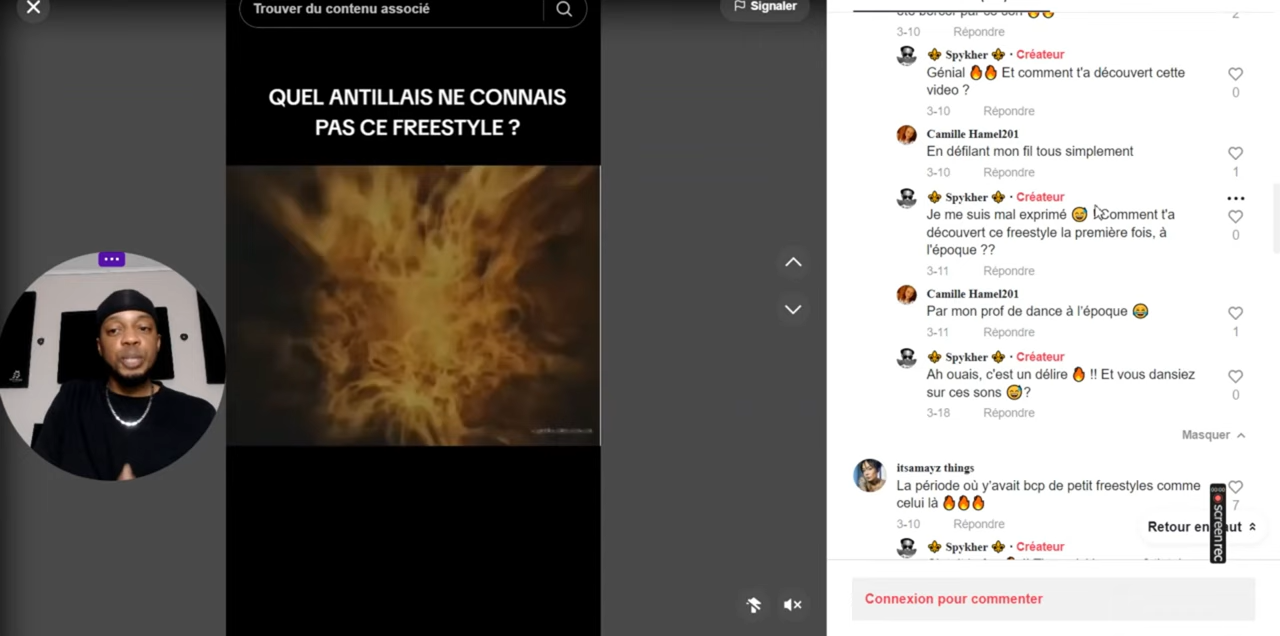 Trouver du contenu associé
Signaler
QUEL ANTILLAIS NE CONNAIS
PAS CE FREESTYLE ?
2
3-10 Répondre
Spykher · Créateur
Génial 🔥🔥 Et comment t'a découvert cette
video ?
0
3-10 Répondre
Camille Hamel201
En défilant mon fil tous simplement
3-10 Répondre
1
Spykher · Créateur
Je me suis mal exprimé 😅 !Comment t'a
découvert ce freestyle la première fois, à
l'époque ??
0
3-11 Répondre
Camille Hamel201
Par mon prof de dance à l'époque 😂
3-11 Répondre
1
Spykher · Créateur
Ah ouais, c'est un délire 🔥 !! Et vous dansiez
sur ces sons 😅?
0
3-18 Répondre
Masquer
itsamayz things
La période où y'avait bcp de petit freestyles comme
celui là 🔥🔥🔥
7
3-10 Répondre
Retour en
aut
screenrec
Spykher · Créateur
Connexion pour commenter